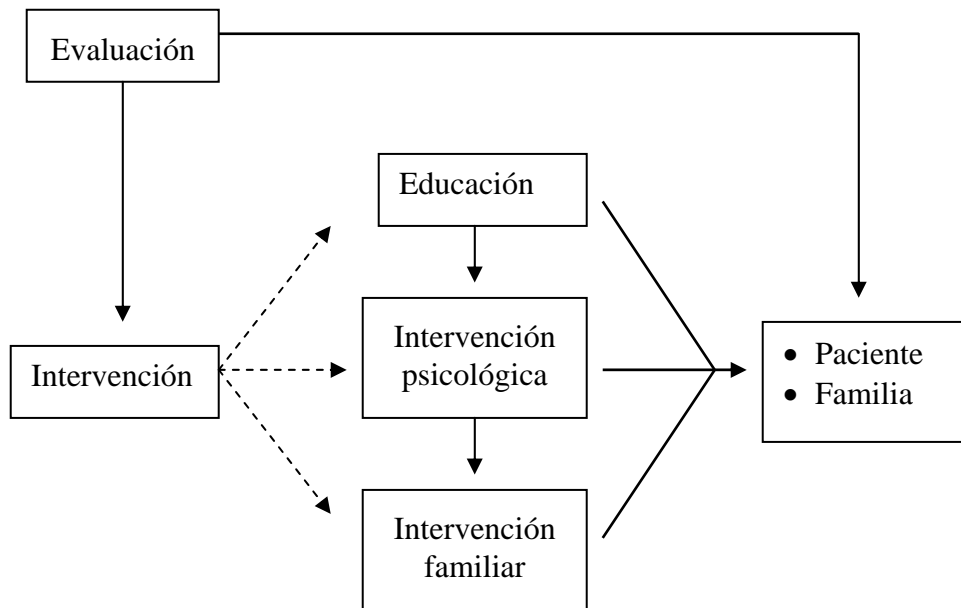 Evaluación
Educación
Intervención
Intervención
psicológica
• Paciente
• Familia
Intervención
familiar